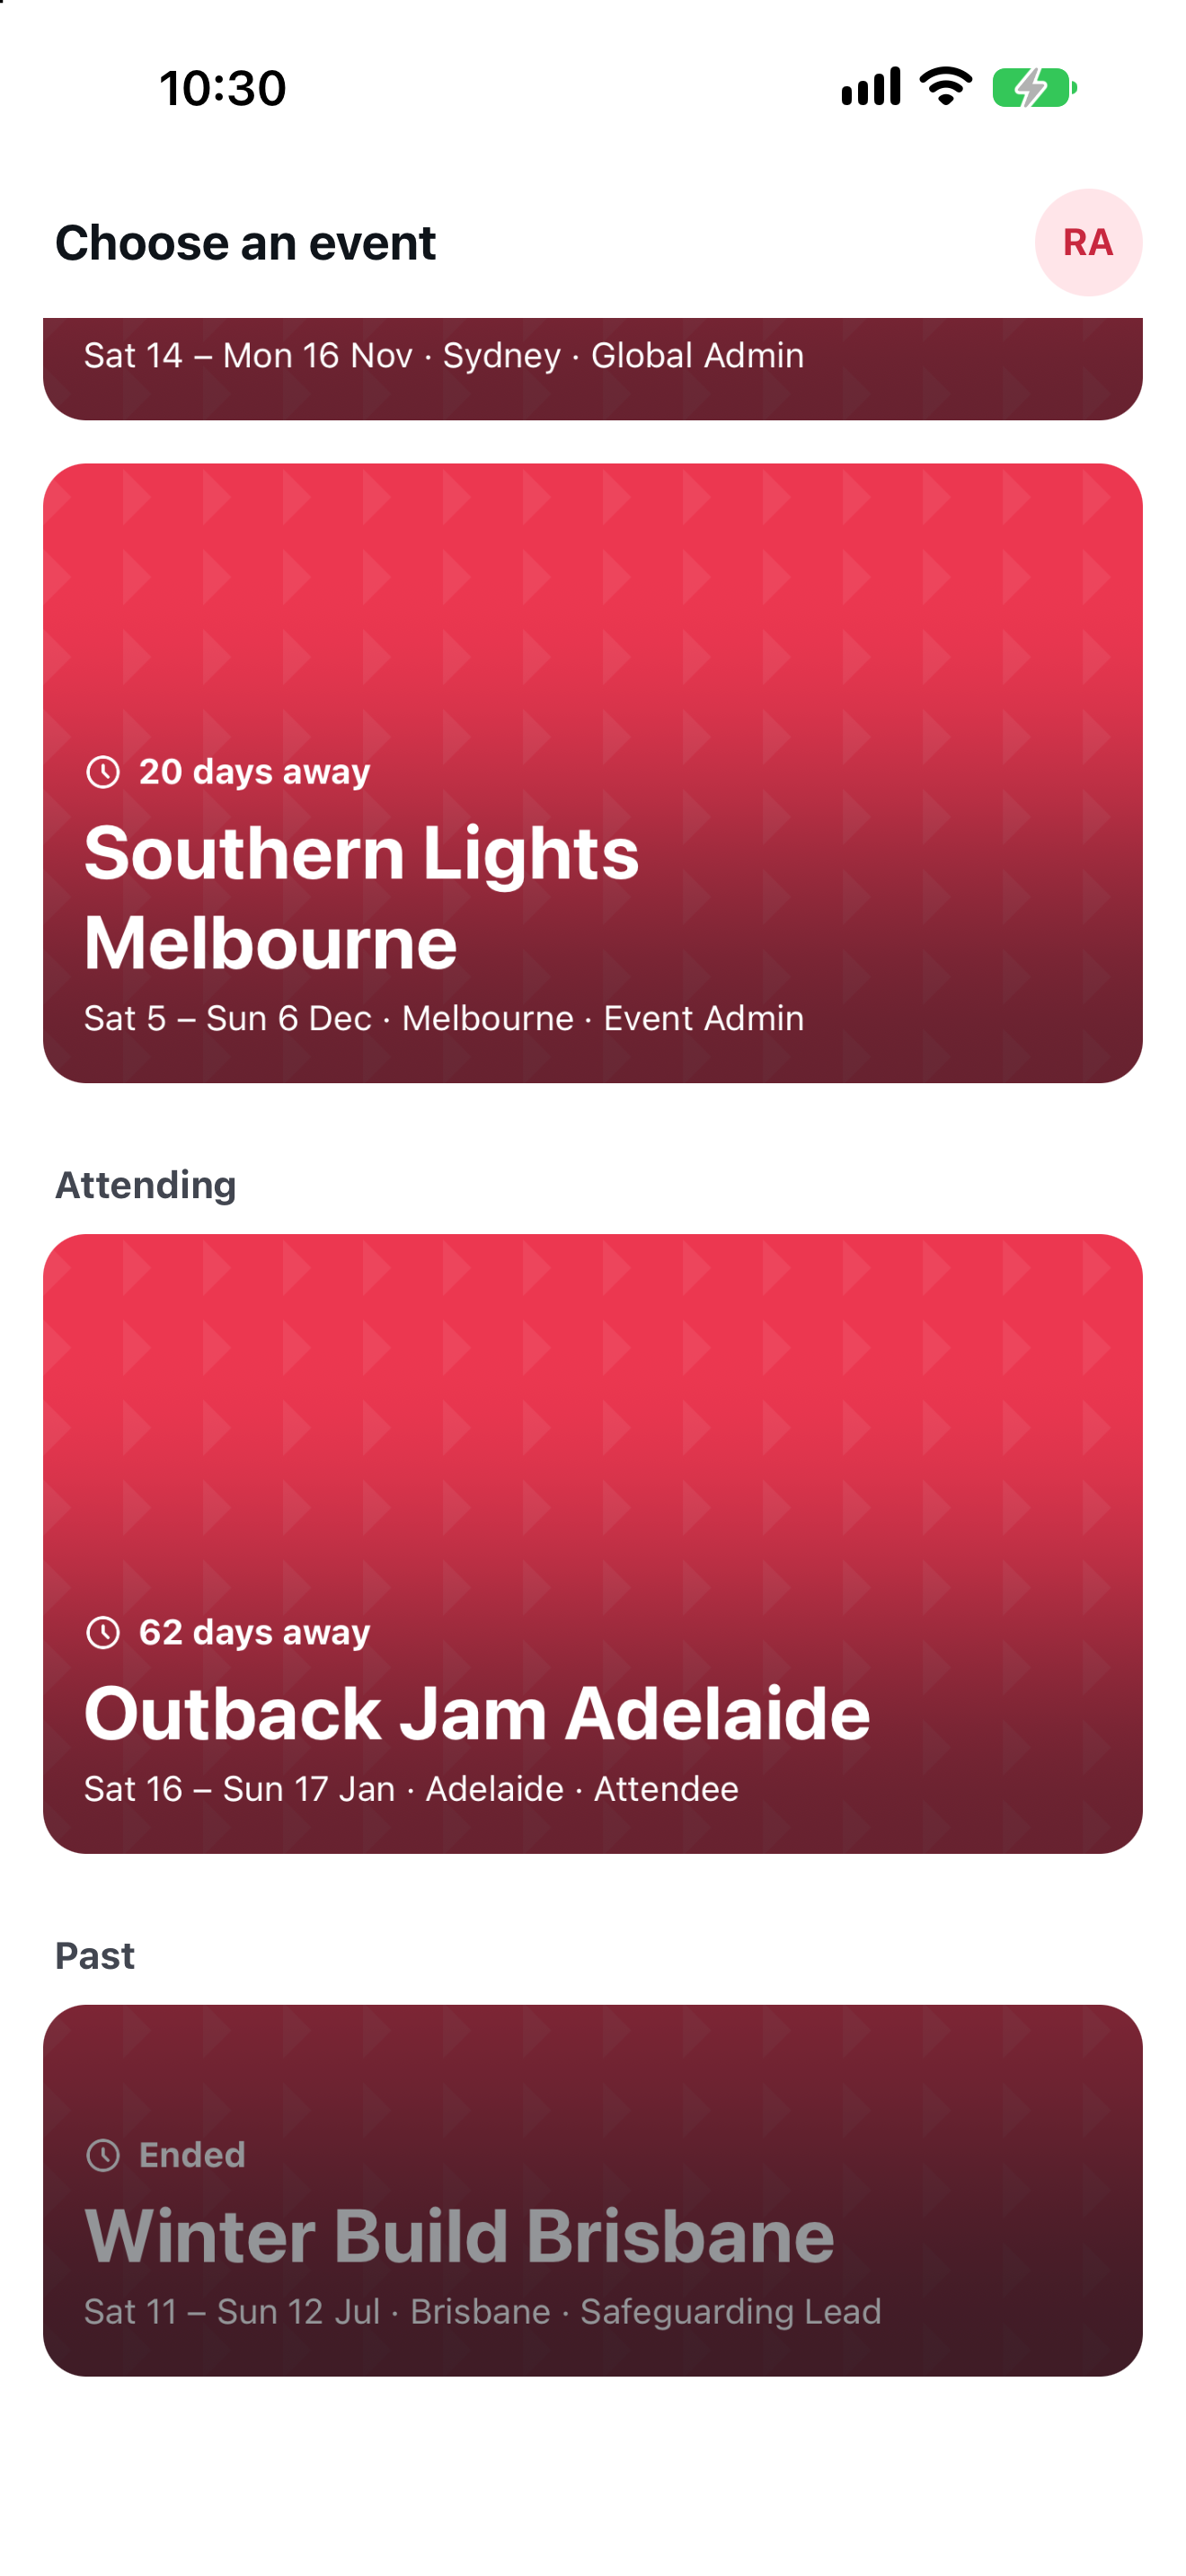 10:30
Choose an event
RA
Sat 14 – Mon 16 Nov · Sydney · Global Admin
20 days away
Southern Lights
Melbourne
Sat 5 – Sun 6 Dec · Melbourne · Event Admin
Attending
62 days away
Outback Jam Adelaide
Sat 16 – Sun 17 Jan · Adelaide · Attendee
Past
Ended
Winter Build Brisbane
Sat 11 – Sun 12 Jul · Brisbane · Safeguarding Lead